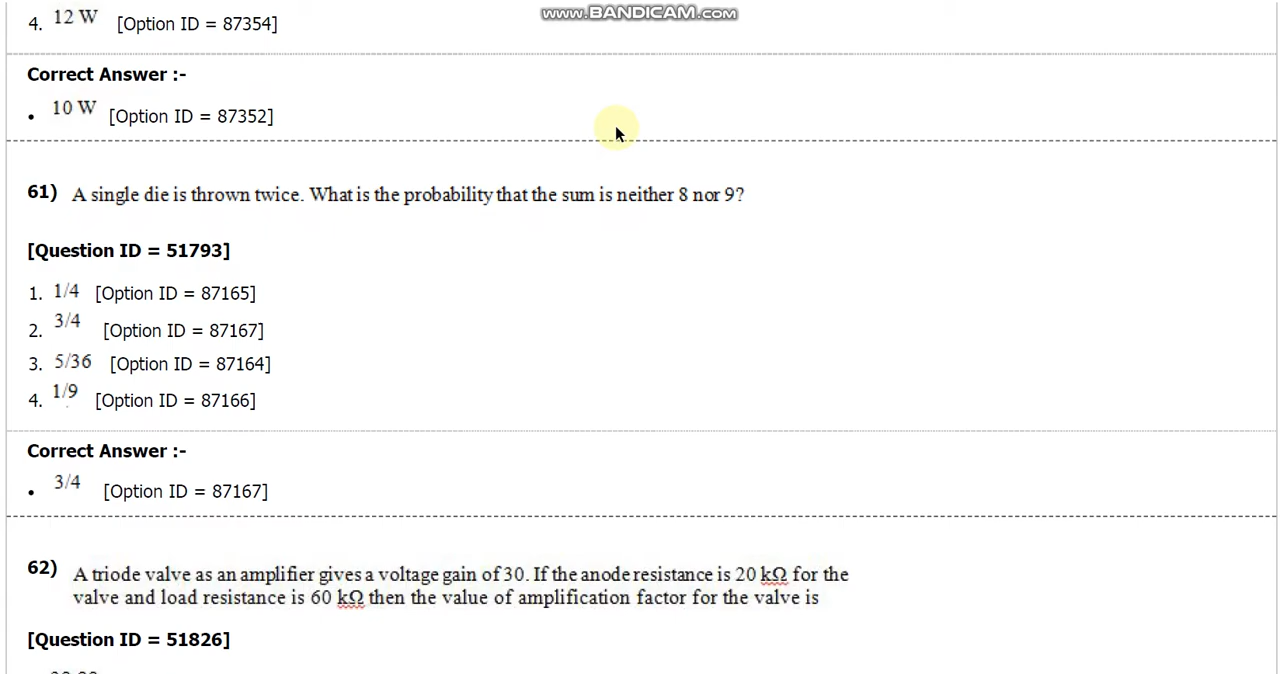 www.BANDICAM.com
4. 12 W [Option ID = 87354]
Correct Answer :-
• 10 W [Option ID = 87352]
61) A single die is thrown twice. What is the probability that the sum is neither 8 nor 9?
[Question ID = 51793]
1. 1/4 [Option ID = 87165]
2. 3/4 [Option ID = 87167]
3. 5/36 [Option ID = 87164]
4. 1/9 [Option ID = 87166]
Correct Answer :-
• 3/4 [Option ID = 87167]
62) A triode valve as an amplifier gives a voltage gain of 30. If the anode resistance is 20 kΩ for the
valve and load resistance is 60 kΩ then the value of amplification factor for the valve is
[Question ID = 51826]